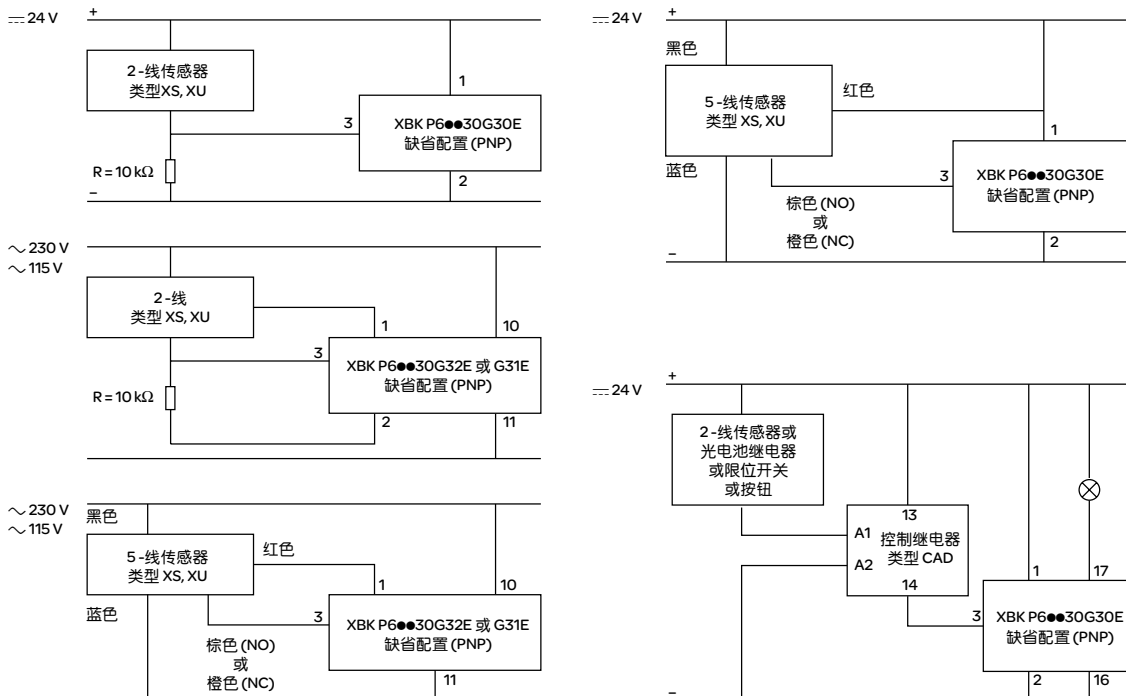 24 V
+
2-线传感器
类型XS, XU
1
3
XBK P6●●30G30E
缺省配置 (PNP)
R = 10 kΩ
2
–
230 V
115 V
2-线
类型 XS, XU
1
10
3
XBK P6●●30G32E 或 G31E
缺省配置 (PNP)
R = 10 kΩ
2
11
230 V
115 V
黑色
5-线传感器
类型 XS, XU
红色
1
10
蓝色
3
XBK P6●●30G32E 或 G31E
缺省配置 (PNP)
棕色 (NO)
或
橙色 (NC)
11
24 V
+
黑色
5-线传感器
类型 XS, XU
红色
1
蓝色
3
XBK P6●●30G30E
缺省配置 (PNP)
棕色 (NO)
或
橙色 (NC)
2
–
24 V
+
2-线传感器或
光电池继电器
或限位开关
或按钮
13
A1
控制继电器
A2
类型 CAD
14
1
17
3
XBK P6●●30G30E
缺省配置 (PNP)
2
16
–